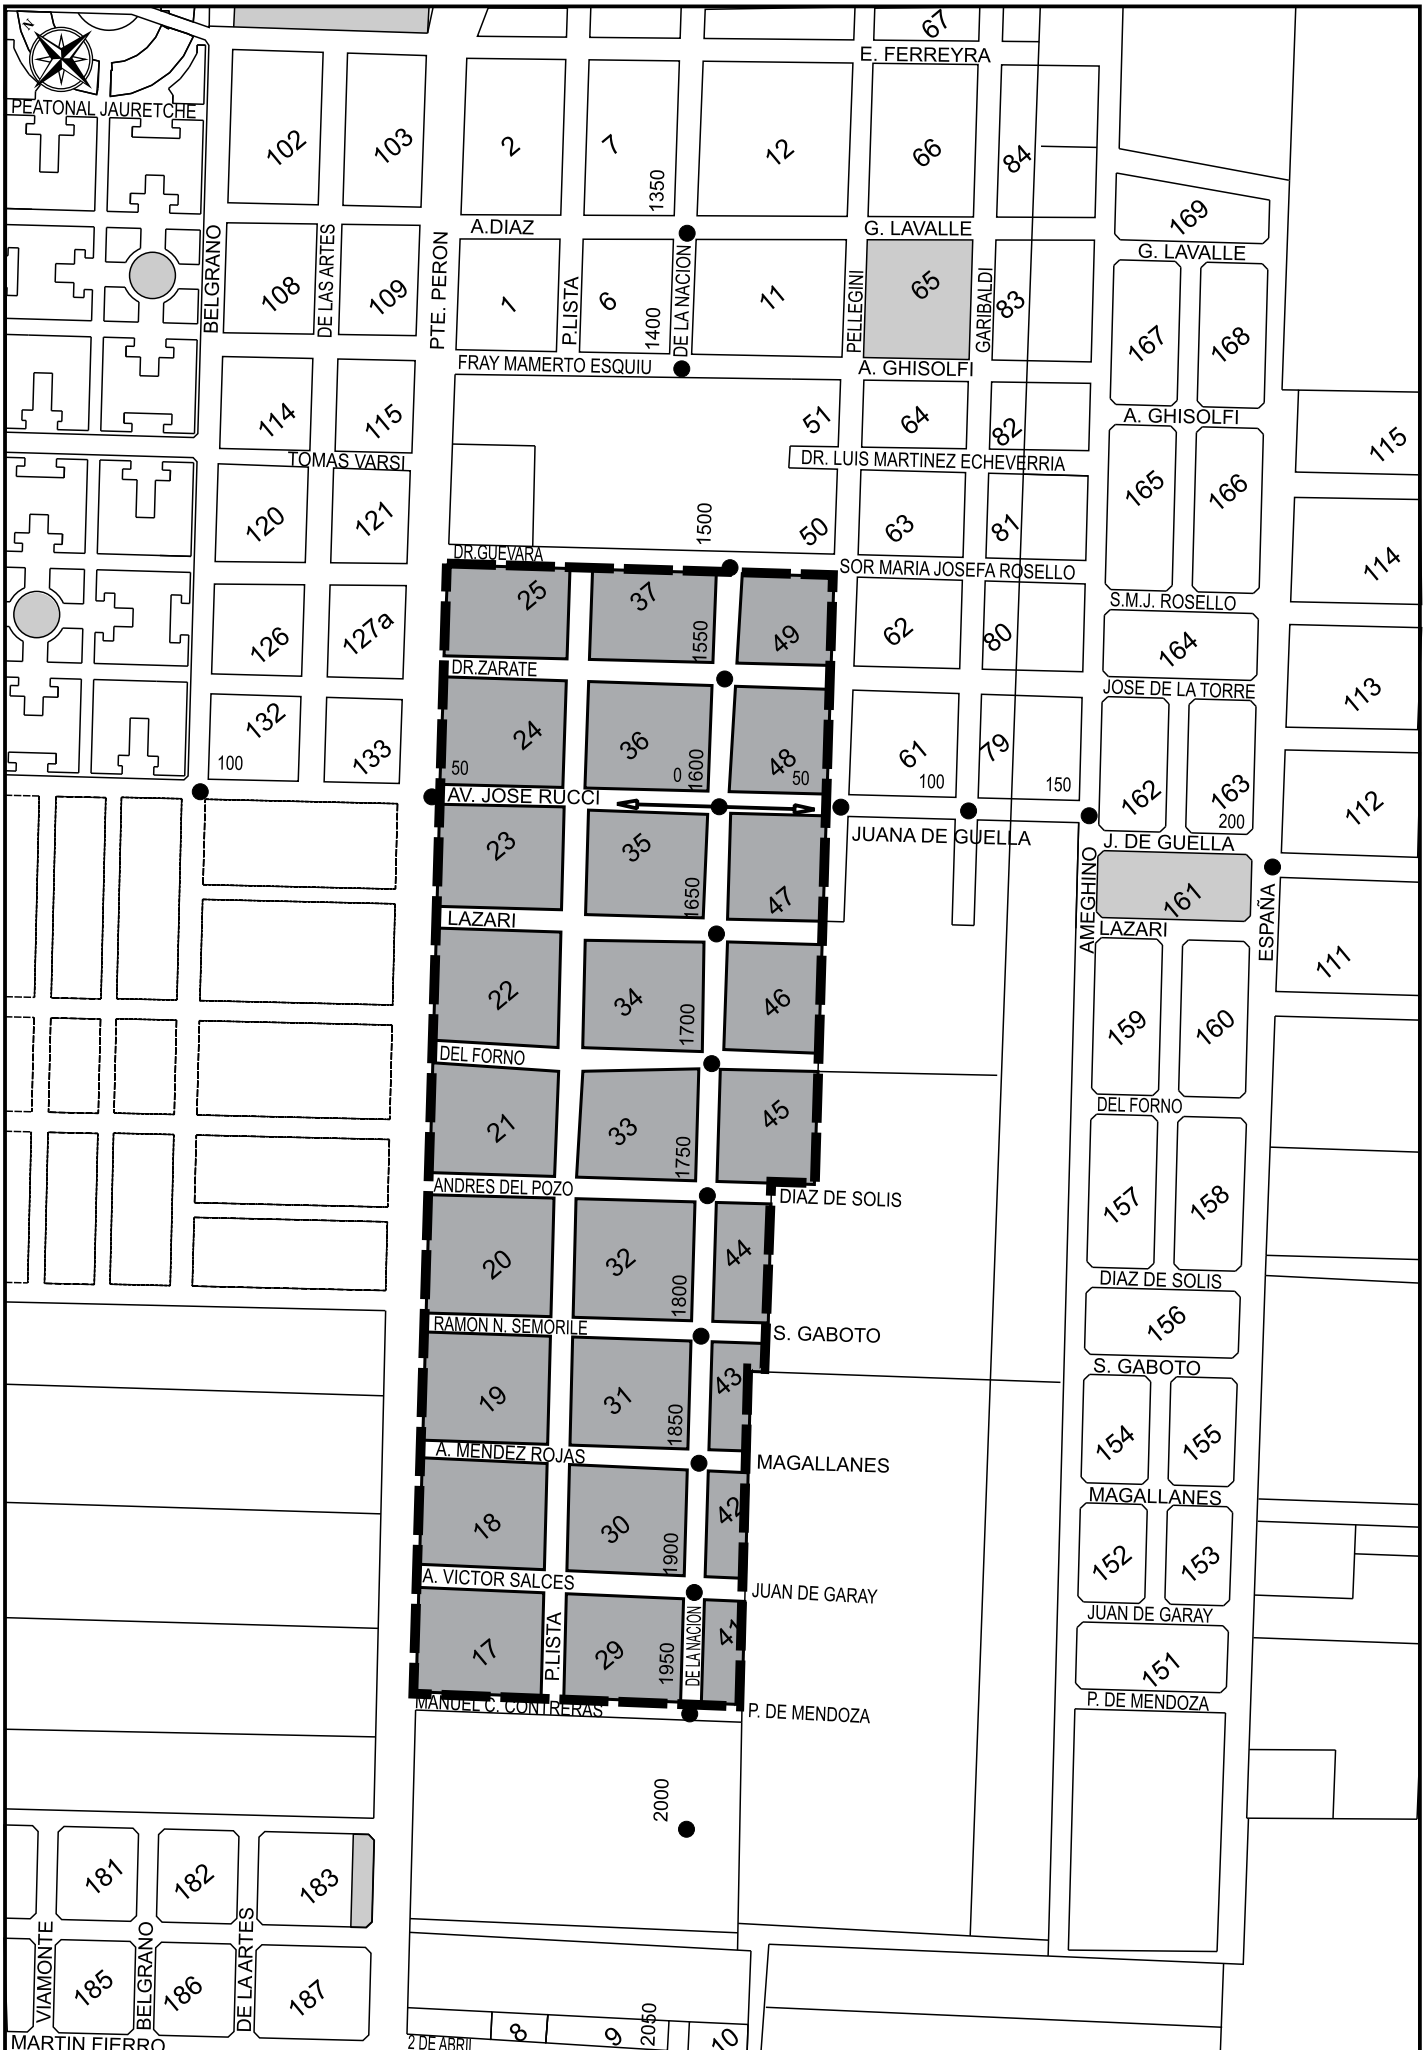 67
N
E. FERREYRA
PEATONAL JAURETCHE
102
103
2
7
12
66
84
1350
169
A.DIAZ
G. LAVALLE
G. LAVALLE
BELGRANO
DE LAS ARTES
PTE. PERON
P.LISTA
DE LA NACION
PELLEGINI
GARIBALDI
108
109
1
6
1400
11
65
83
167
168
FRAY MAMERTO ESQUIU
A. GHISOLFI
A. GHISOLFI
114
115
51
64
82
115
TOMAS VARSI
DR. LUIS MARTINEZ ECHEVERRIA
165
166
120
121
1500
50
63
81
114
DR.GUEVARA
SOR MARIA JOSEFA ROSELLO
S.M.J. ROSELLO
25
37
1550
49
62
80
164
126
127a
DR.ZARATE
JOSE DE LA TORRE
113
132
133
100
24
50
36
0
1600
48
50
61
100
79
150
162
163
200
112
AV. JOSE RUCCI
JUANA DE GUELLA
J. DE GUELLA
23
35
1650
47
AMEGHINO
161
ESPAÑA
LAZARI
LAZARI
111
22
34
1700
46
159
160
DEL FORNO
DEL FORNO
21
33
1750
45
157
158
ANDRES DEL POZO
DIAZ DE SOLIS
20
32
1800
44
DIAZ DE SOLIS
156
RAMON N. SEMORILE
S. GABOTO
S. GABOTO
19
31
1850
43
154
155
A. MENDEZ ROJAS
MAGALLANES
MAGALLANES
18
30
1900
42
152
153
A. VICTOR SALCES
JUAN DE GARAY
JUAN DE GARAY
17
P.LISTA
29
1950
DE LA NACION
41
151
MANUEL C. CONTRERAS
P. DE MENDOZA
P. DE MENDOZA
2000
181
182
183
VIAMONTE
BELGRANO
DE LA ARTES
185
186
187
MARTIN FIERRO
2 DE ABRIL
8
9
2050
10